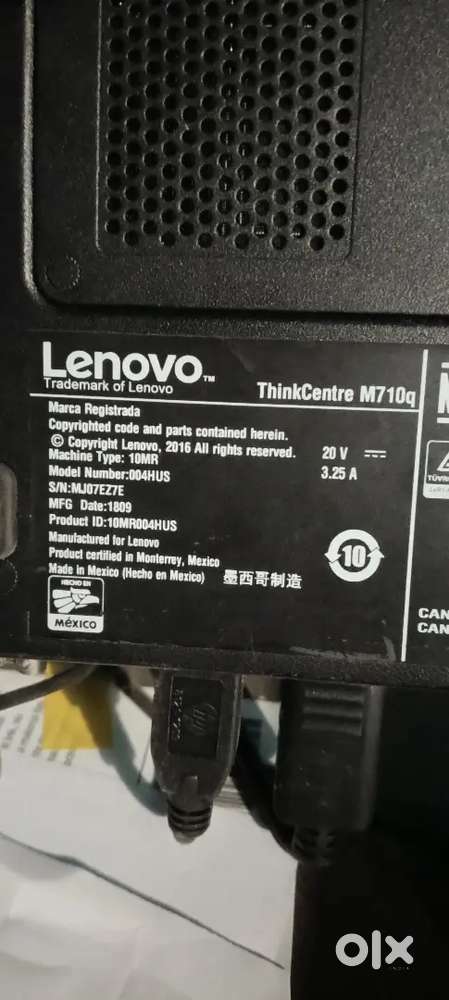 Lenovo™
Trademark of Lenovo
ThinkCentre M710q
Marca Registrada
Copyrighted code and parts contained herein.
© Copyright Lenovo, 2016 All rights reserved.
20 V
Machine Type: 10MR
3.25 A
Model Number:004HUS
S/N:MJ07EZ7E
MFG Date:1809
Product ID:10MR004HUS
Manufactured for Lenovo
Product certified in Monterrey, Mexico
Made in Mexico (Hecho en Mexico) 墨西哥制造
10
HECHO EN
MÉXICO
CAN
CAN
hp
olx
INDIA